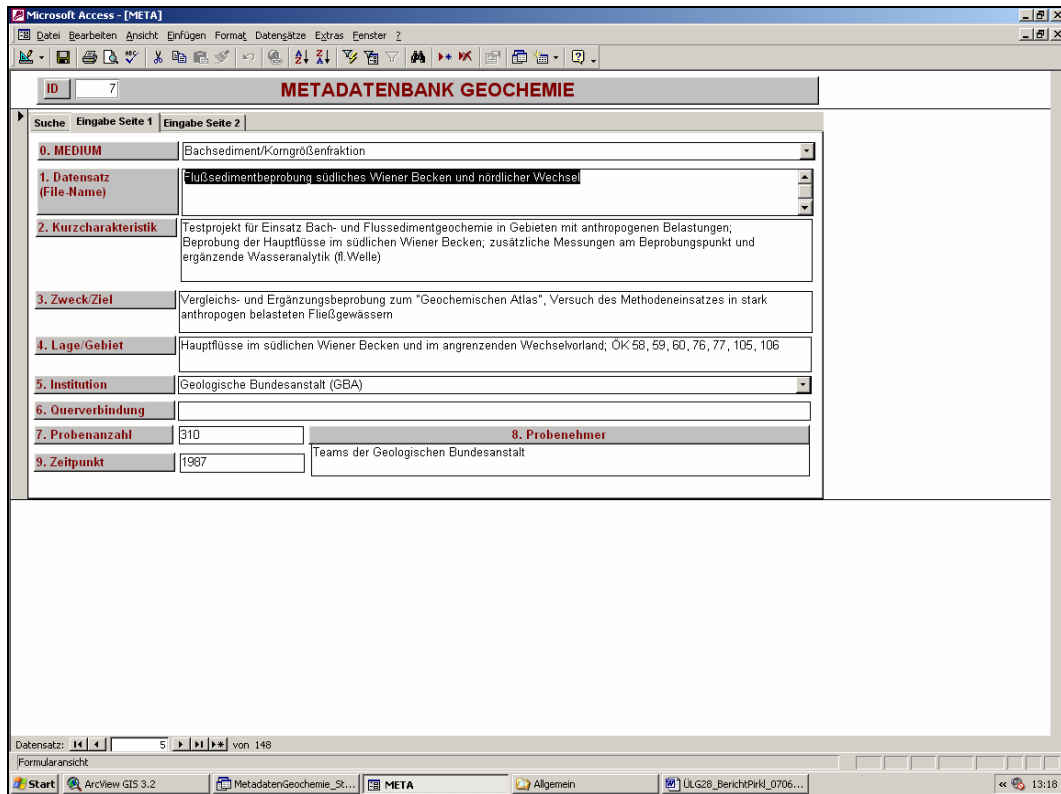 Microsoft Access - [META]
Datei Bearbeiten Ansicht Einfügen Format Datensätze Extras Fenster ?
ID 7 METADATENBANK GEOCHEMIE
Suche Eingabe Seite 1 Eingabe Seite 2
0. MEDIUM Bachsediment/Korngrößenfraktion
1. Datensatz Flußsedimentbeprobung südliches Wiener Becken und nördlicher Wechsel
(File-Name)
2. Kurzcharakteristik Testprojekt für Einsatz Bach- und Flussedimentgeochemie in Gebieten mit anthropogenen Belastungen;
Beprobung der Hauptflüsse im südlichen Wiener Becken; zusätzliche Messungen am Beprobungspunkt und
ergänzende Wasseranalytik (fl.Welle)
3. Zweck/Ziel Vergleichs- und Ergänzungsbeprobung zum "Geochemischen Atlas", Versuch des Methodeneinsatzes in stark
anthropogen belasteten Fließgewässern
4. Lage/Gebiet Hauptflüsse im südlichen Wiener Becken und im angrenzenden Wechselvorland; ÖK 58, 59, 60, 76, 77, 105, 106
5. Institution Geologische Bundesanstalt (GBA)
6. Querverbindung
7. Probenanzahl 310 8. Probenehmer
Teams der Geologischen Bundesanstalt
9. Zeitpunkt 1987
Datensatz: 5 von 148
Formularansicht
Start ArcView GIS 3.2 MetadatenGeochemie_St... META Allgemein ÜLG28_BerichtPirkl_0706... « 13:18